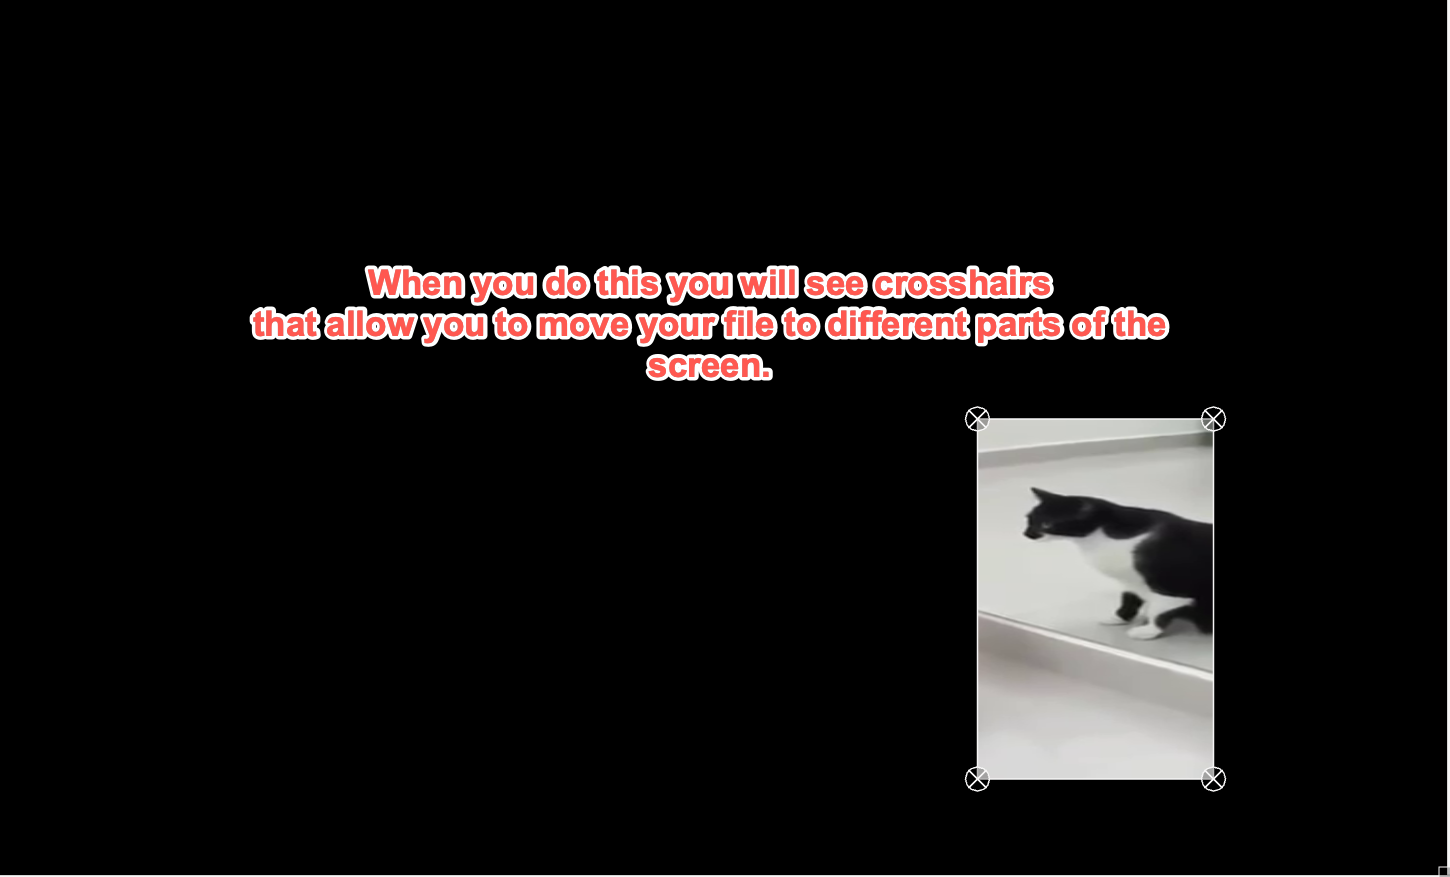 When you do this you will see crosshairs
that allow you to move your file to different parts of the
screen.